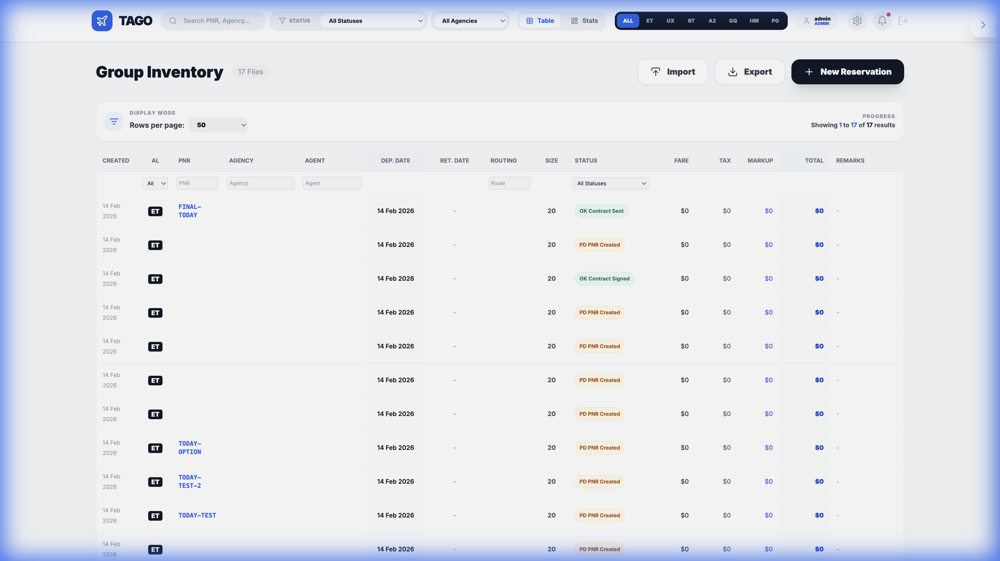 TAGO
Search PNR, Agency...
STATUS
All Statuses
All Agencies
Table
Stats
ALL ET UX BT A2 GQ HM PG
admin
ADMIN
Group Inventory
17 Files
Import
Export
New Reservation
DISPLAY MODE
Rows per page: 50
PROGRESS
Showing 1 to 17 of 17 results
CREATED AL PNR AGENCY AGENT DEP. DATE RET. DATE ROUTING SIZE STATUS FARE TAX MARKUP TOTAL REMARKS
All PNR Agency Agent Route All Statuses
14 Feb
2026
ET
FINAL-
TODAY
14 Feb 2026 - 20 OK Contract Sent $0 $0 $0 $0 -
14 Feb
2026
ET
14 Feb 2026 - 20 PD PNR Created $0 $0 $0 $0 -
14 Feb
2026
ET
14 Feb 2026 - 20 OK Contract Signed $0 $0 $0 $0 -
14 Feb
2026
ET
14 Feb 2026 - 20 PD PNR Created $0 $0 $0 $0 -
14 Feb
2026
ET
14 Feb 2026 - 20 PD PNR Created $0 $0 $0 $0 -
14 Feb
2026
ET
14 Feb 2026 - 20 PD PNR Created $0 $0 $0 $0 -
14 Feb
2026
ET
14 Feb 2026 - 20 PD PNR Created $0 $0 $0 $0 -
14 Feb
2026
ET
TODAY-
OPTION
14 Feb 2026 - 20 PD PNR Created $0 $0 $0 $0 -
14 Feb
2026
ET
TODAY-
TEST-2
14 Feb 2026 - 20 PD PNR Created $0 $0 $0 $0 -
14 Feb
2026
ET
TODAY-TEST
14 Feb 2026 - 20 PD PNR Created $0 $0 $0 $0 -
14 Feb
2026
ET
14 Feb 2026 - 20 PD PNR Created $0 $0 $0 $0 -